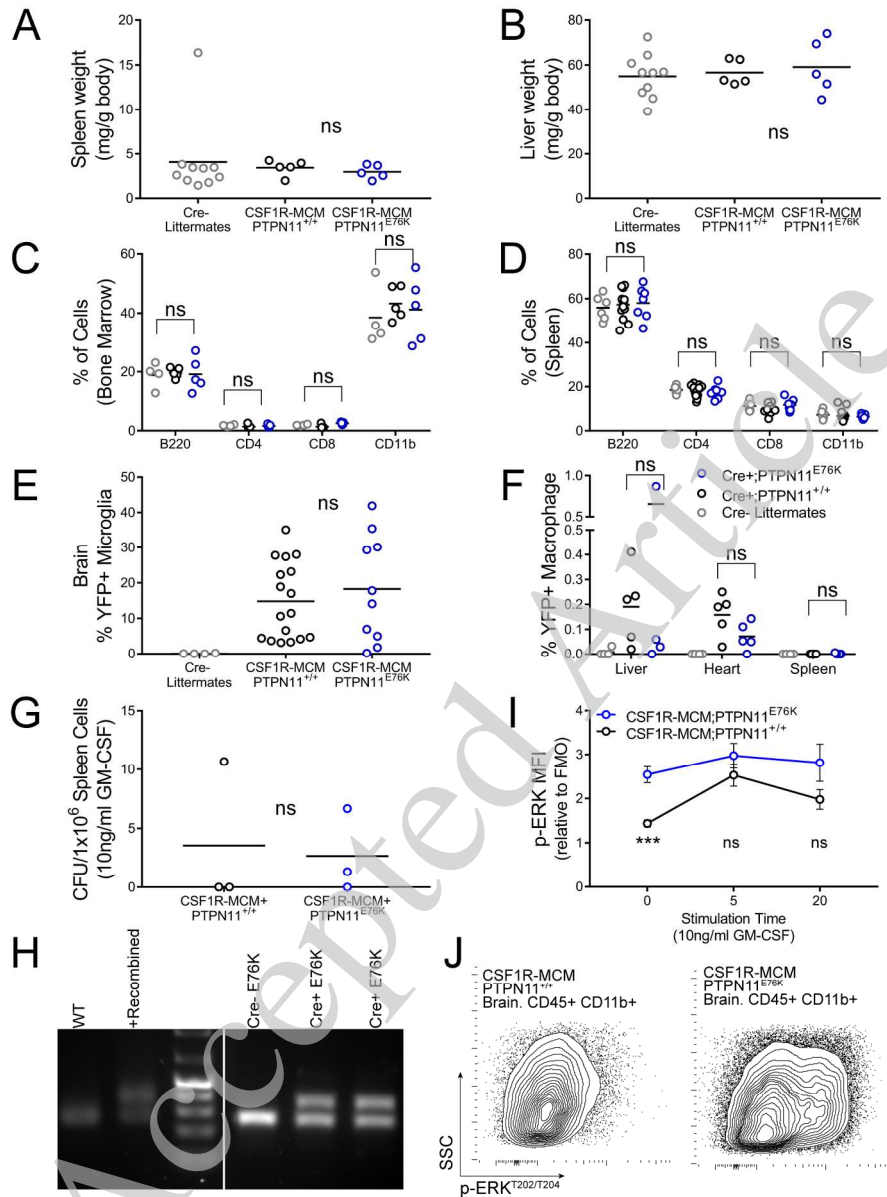 A
Spleen weight
(mg/g body)
20
15
10
5
0
ns
Cre-
Littermates
CSF1R-MCM
PTPN11+/+
CSF1R-MCM
PTPN11E76K
B
Liver weight
(mg/g body)
80
60
40
20
0
ns
Cre-
Littermates
CSF1R-MCM
PTPN11+/+
CSF1R-MCM
PTPN11E76K
C
% of Cells
(Bone Marrow)
60
40
20
0
ns
ns
ns
ns
B220
CD4
CD8
CD11b
D
% of Cells
(Spleen)
80
60
40
20
0
ns
ns
ns
ns
B220
CD4
CD8
CD11b
E
Brain
% YFP+ Microglia
50
40
30
20
10
0
ns
Cre-
Littermates
CSF1R-MCM
PTPN11+/+
CSF1R-MCM
PTPN11E76K
F
% YFP+ Macrophage
1.0
0.5
0.5
0.4
0.3
0.2
0.1
0.0
ns
ns
ns
Cre+;PTPN11E76K
Cre+;PTPN11+/+
Cre- Littermates
Liver
Heart
Spleen
G
CFU/1x10⁶ Spleen Cells
(10ng/ml GM-CSF)
15
10
5
0
ns
CSF1R-MCM+
PTPN11+/+
CSF1R-MCM+
PTPN11E76K
I
CSF1R-MCM;PTPN11E76K
CSF1R-MCM;PTPN11+/+
p-ERK MFI
(relative to FMO)
4
3
2
1
0
***
ns
ns
0
5
20
Stimulation Time
(10ng/ml GM-CSF)
H
WT
+Recombined
Cre- E76K
Cre+ E76K
Cre+ E76K
J
CSF1R-MCM
PTPN11+/+
Brain. CD45+ CD11b+
CSF1R-MCM
PTPN11E76K
Brain. CD45+ CD11b+
SSC
p-ERKT202/T204
Accepted Article